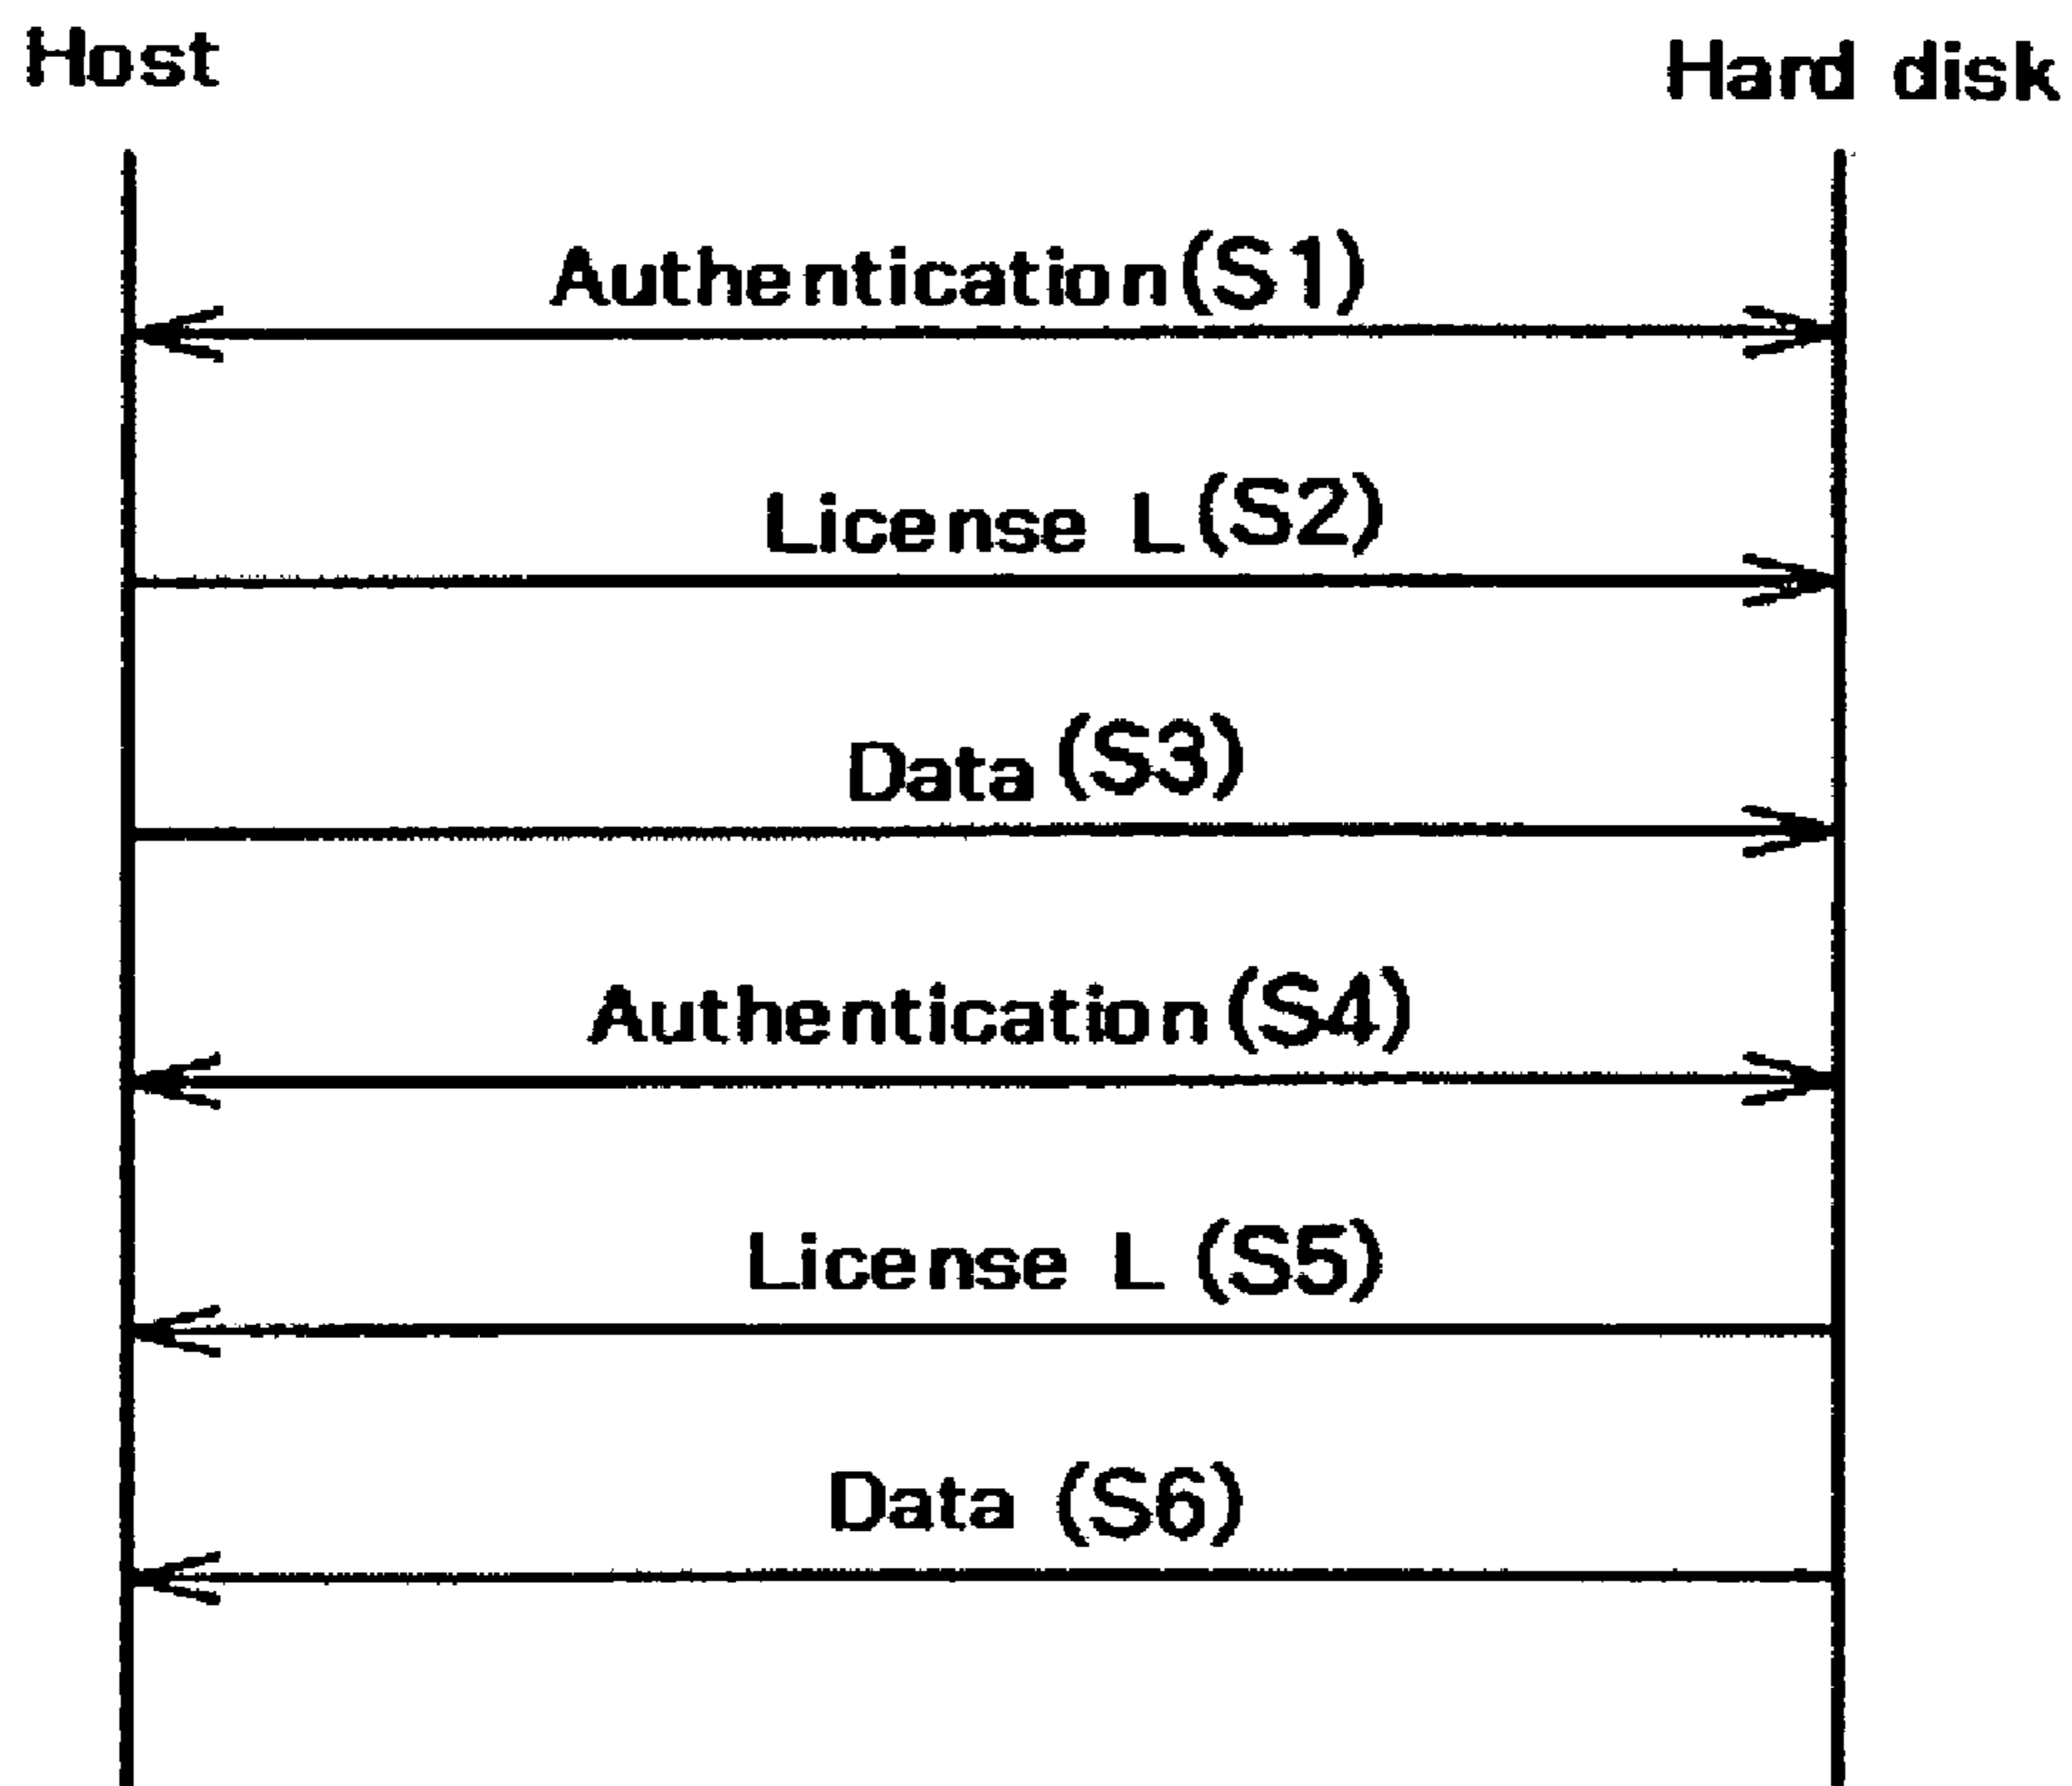 Host Hard disk
Authentication(S1)
License L(S2)
Data (S3)
Authentication(S4)
License L (S5)
Data (S6)